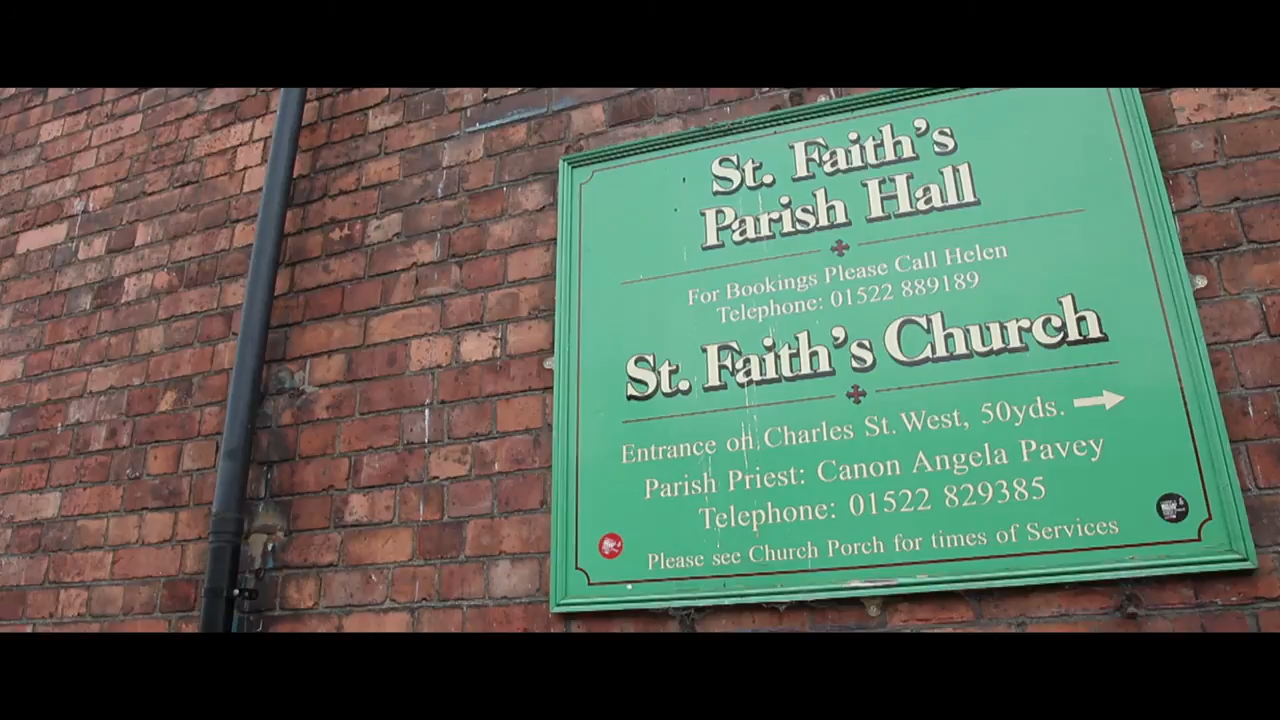 St. Faith's
Parish Hall
For Bookings Please Call Helen
Telephone: 01522 889189
St. Faith's Church
Entrance on Charles St. West, 50yds.
Parish Priest: Canon Angela Pavey
Telephone: 01522 829385
Please see Church Porch for times of Services